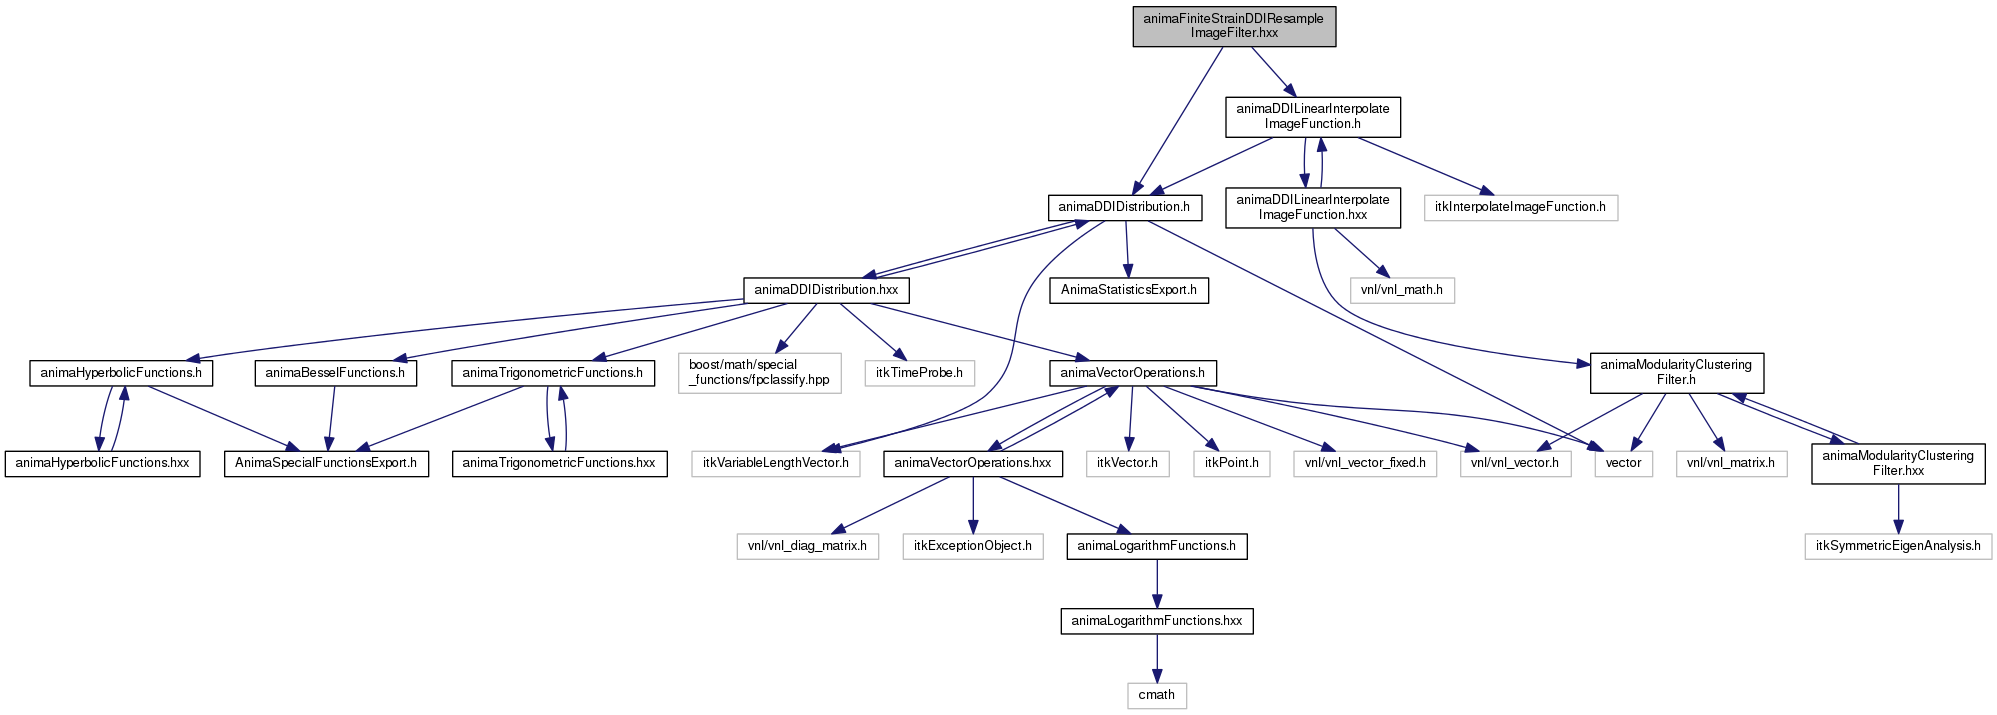 animaFiniteStrainDDIResample
ImageFilter.hxx
animaDDILinearInterpolate
ImageFunction.h
animaDDIDistribution.h
animaDDILinearInterpolate
ImageFunction.hxx
itkInterpolateImageFunction.h
animaDDIDistribution.hxx
AnimaStatisticsExport.h
vnl/vnl_math.h
animaHyperbolicFunctions.h
animaBesselFunctions.h
animaTrigonometricFunctions.h
boost/math/special
_functions/fpclassify.hpp
itkTimeProbe.h
animaVectorOperations.h
animaModularityClustering
Filter.h
animaHyperbolicFunctions.hxx
AnimaSpecialFunctionsExport.h
animaTrigonometricFunctions.hxx
itkVariableLengthVector.h
animaVectorOperations.hxx
itkVector.h
itkPoint.h
vnl/vnl_vector_fixed.h
vnl/vnl_vector.h
vector
vnl/vnl_matrix.h
animaModularityClustering
Filter.hxx
vnl/vnl_diag_matrix.h
itkExceptionObject.h
animaLogarithmFunctions.h
itkSymmetricEigenAnalysis.h
animaLogarithmFunctions.hxx
cmath